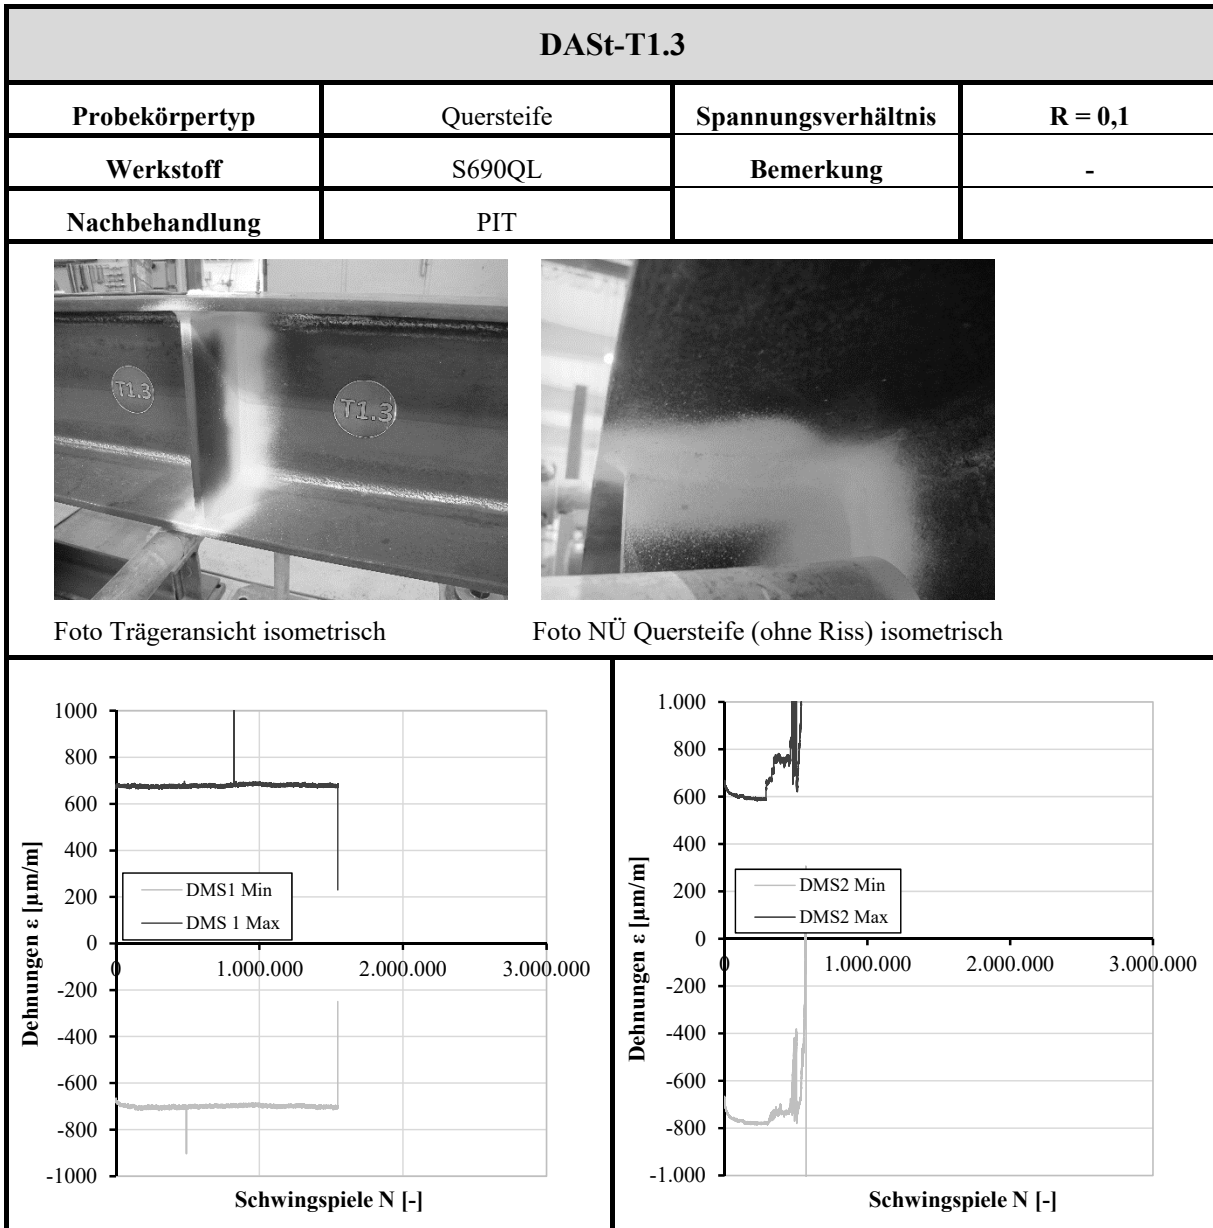 DASt-T1.3
Probekörpertyp Quersteife Spannungsverhältnis R = 0,1
Werkstoff S690QL Bemerkung -
Nachbehandlung PIT
T1.3 T1.3
Foto Trägeransicht isometrisch Foto NÜ Quersteife (ohne Riss) isometrisch
Dehnungen ε [µm/m]
1000
800
600
400
200
0
-200
-400
-600
-800
-1000
0 1.000.000 2.000.000 3.000.000
DMS1 Min
DMS 1 Max
Schwingspiele N [-]
Dehnungen ε [µm/m]
1.000
800
600
400
200
0
-200
-400
-600
-800
-1.000
0 1.000.000 2.000.000 3.000.000
DMS2 Min
DMS2 Max
Schwingspiele N [-]